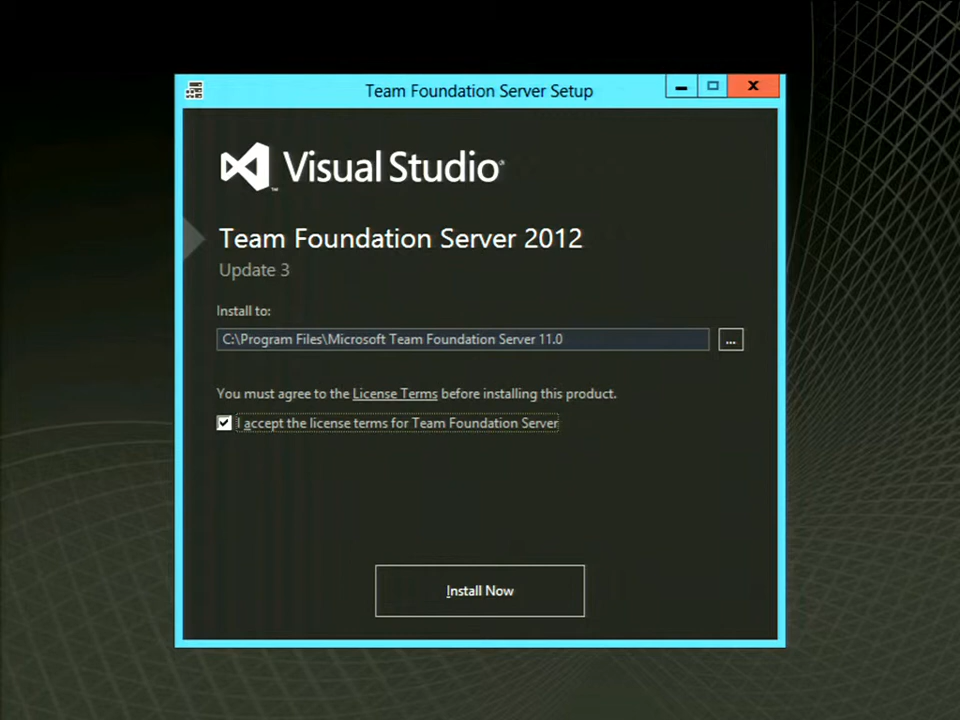 Team Foundation Server Setup
Visual Studio
Team Foundation Server 2012
Update 3
Install to:
C:\Program Files\Microsoft Team Foundation Server 11.0
...
You must agree to the License Terms before installing this product.
I accept the license terms for Team Foundation Server
Install Now